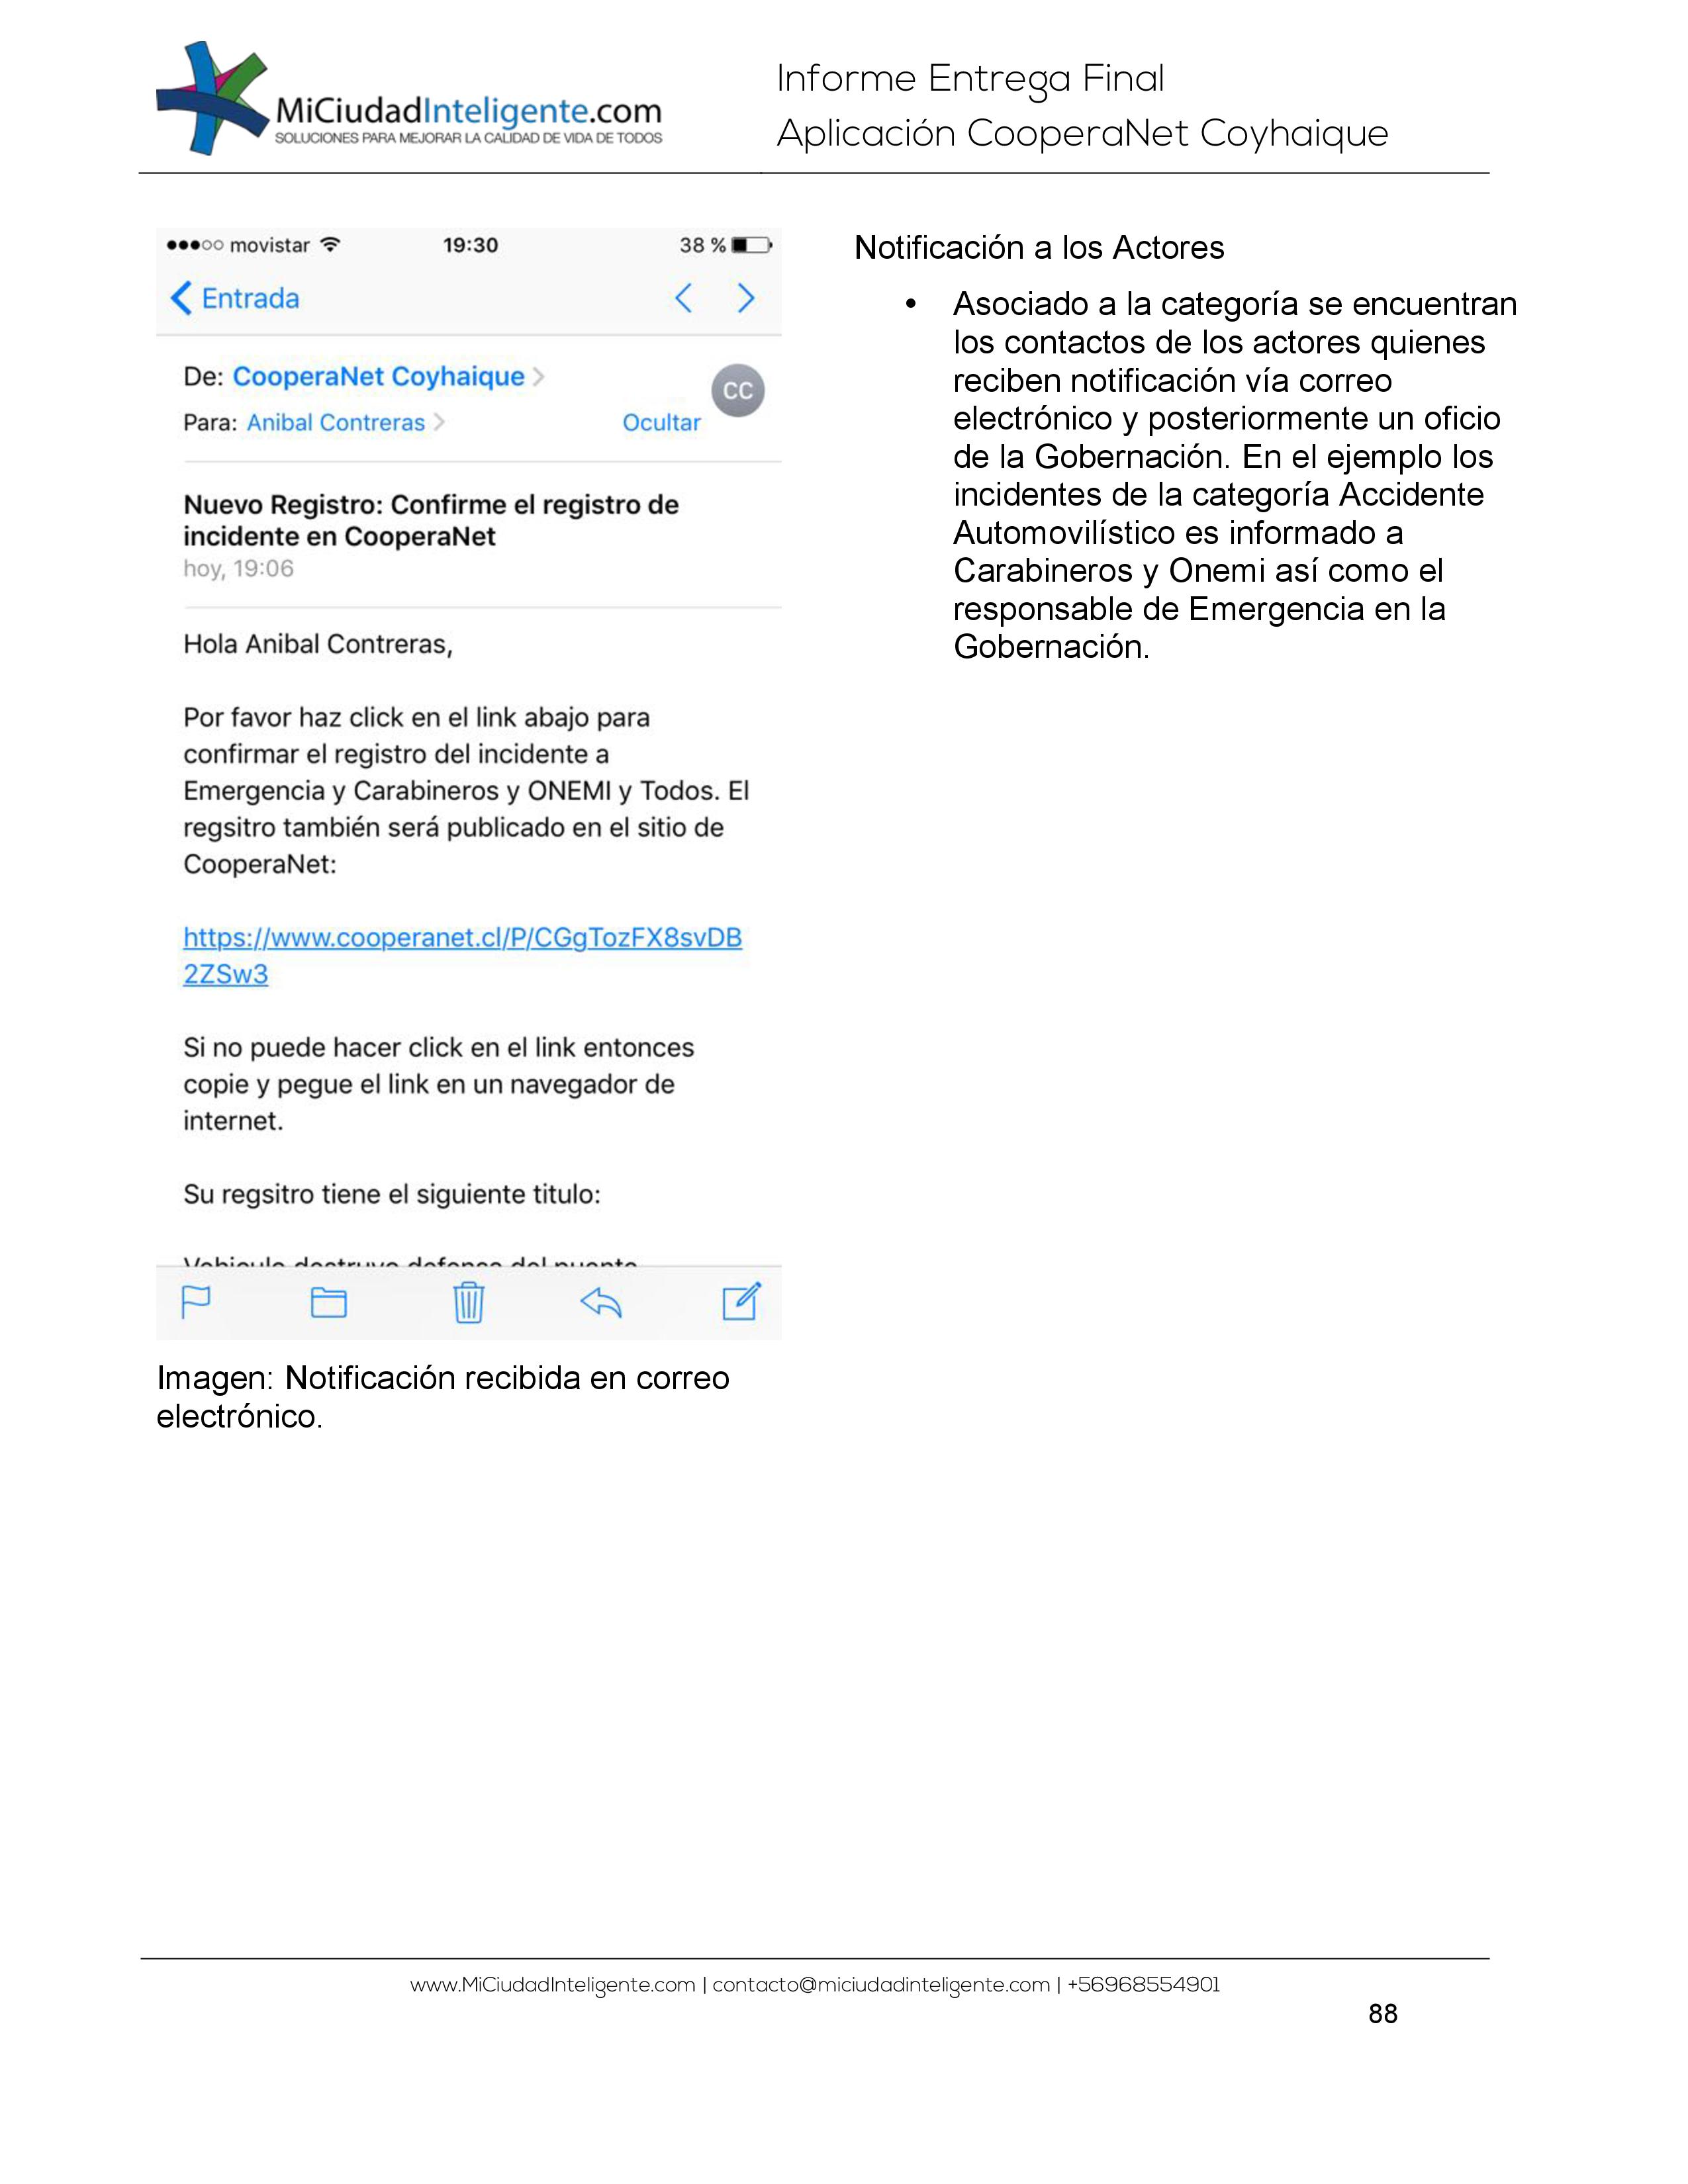 MiCiudadInteligente.com
SOLUCIONES PARA MEJORAR LA CALIDAD DE VIDA DE TODOS
Informe Entrega Final
Aplicación CooperaNet Coyhaique
movistar 19:30 38 %
Entrada
De: CooperaNet Coyhaique
CC
Para: Anibal Contreras Ocultar
Nuevo Registro: Confirme el registro de
incidente en CooperaNet
hoy, 19:06
Hola Anibal Contreras,
Por favor haz click en el link abajo para
confirmar el registro del incidente a
Emergencia y Carabineros y ONEMI y Todos. El
regsitro también será publicado en el sitio de
CooperaNet:
https://www.cooperanet.cl/P/CGgTozFX8svDB
2ZSw3
Si no puede hacer click en el link entonces
copie y pegue el link en un navegador de
internet.
Su regsitro tiene el siguiente titulo:
Vehiculo destruye defensa del puente
Imagen: Notificación recibida en correo
electrónico.
Notificación a los Actores
• Asociado a la categoría se encuentran
los contactos de los actores quienes
reciben notificación vía correo
electrónico y posteriormente un oficio
de la Gobernación. En el ejemplo los
incidentes de la categoría Accidente
Automovilístico es informado a
Carabineros y Onemi así como el
responsable de Emergencia en la
Gobernación.
www.MiCiudadInteligente.com | contacto@miciudadinteligente.com | +56968554901
88